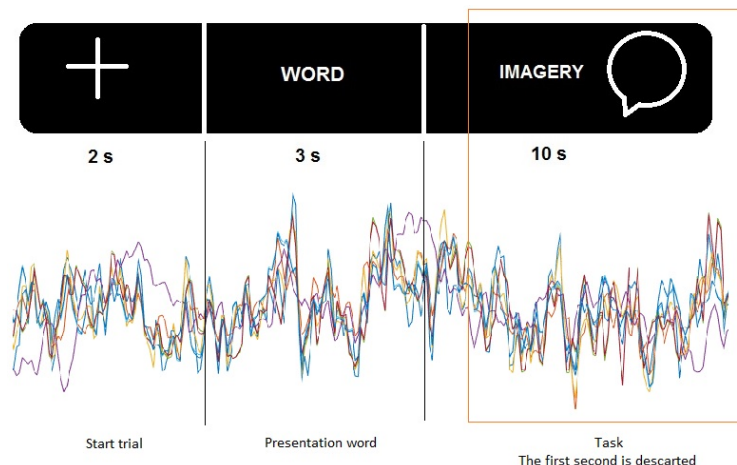 WORD
IMAGERY
2 s
3 s
10 s
Start trial
Presentation word
Task
The first second is descarted